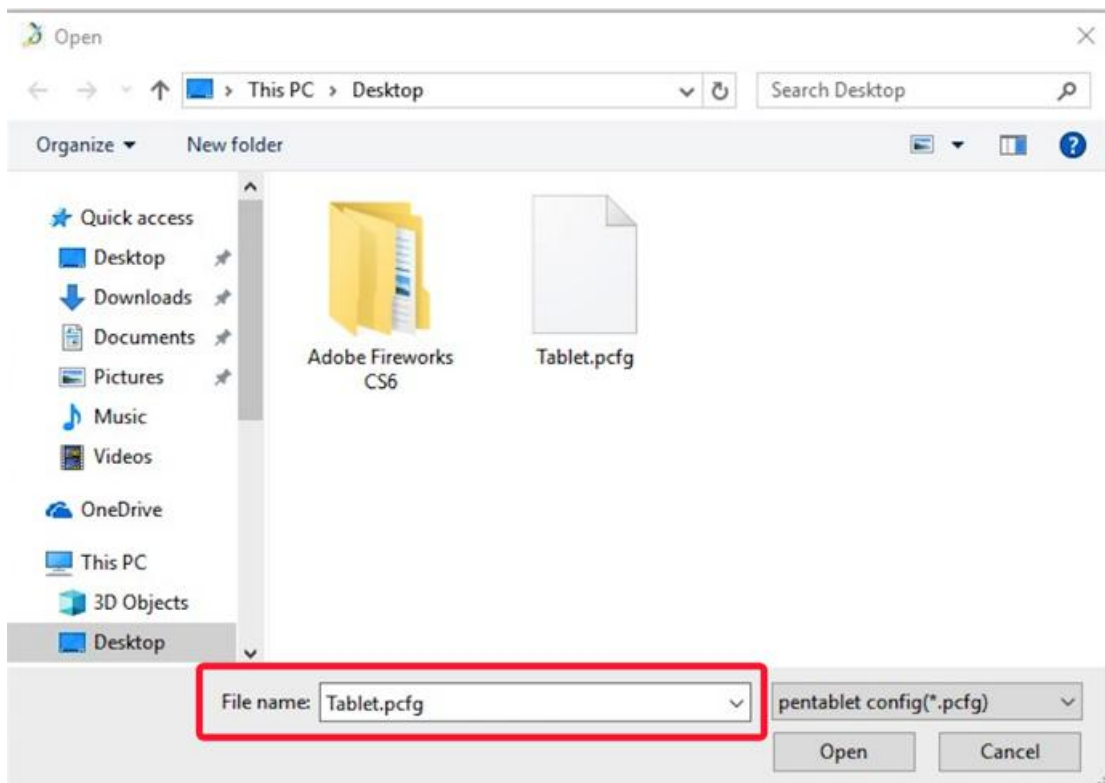 Open
This PC > Desktop
Search Desktop
Organize
New folder
Quick access
Desktop
Downloads
Documents
Pictures
Music
Videos
OneDrive
This PC
3D Objects
Desktop
Adobe Fireworks
CS6
Tablet.pcfg
File name: Tablet.pcfg
pentablet config(*.pcfg)
Open
Cancel